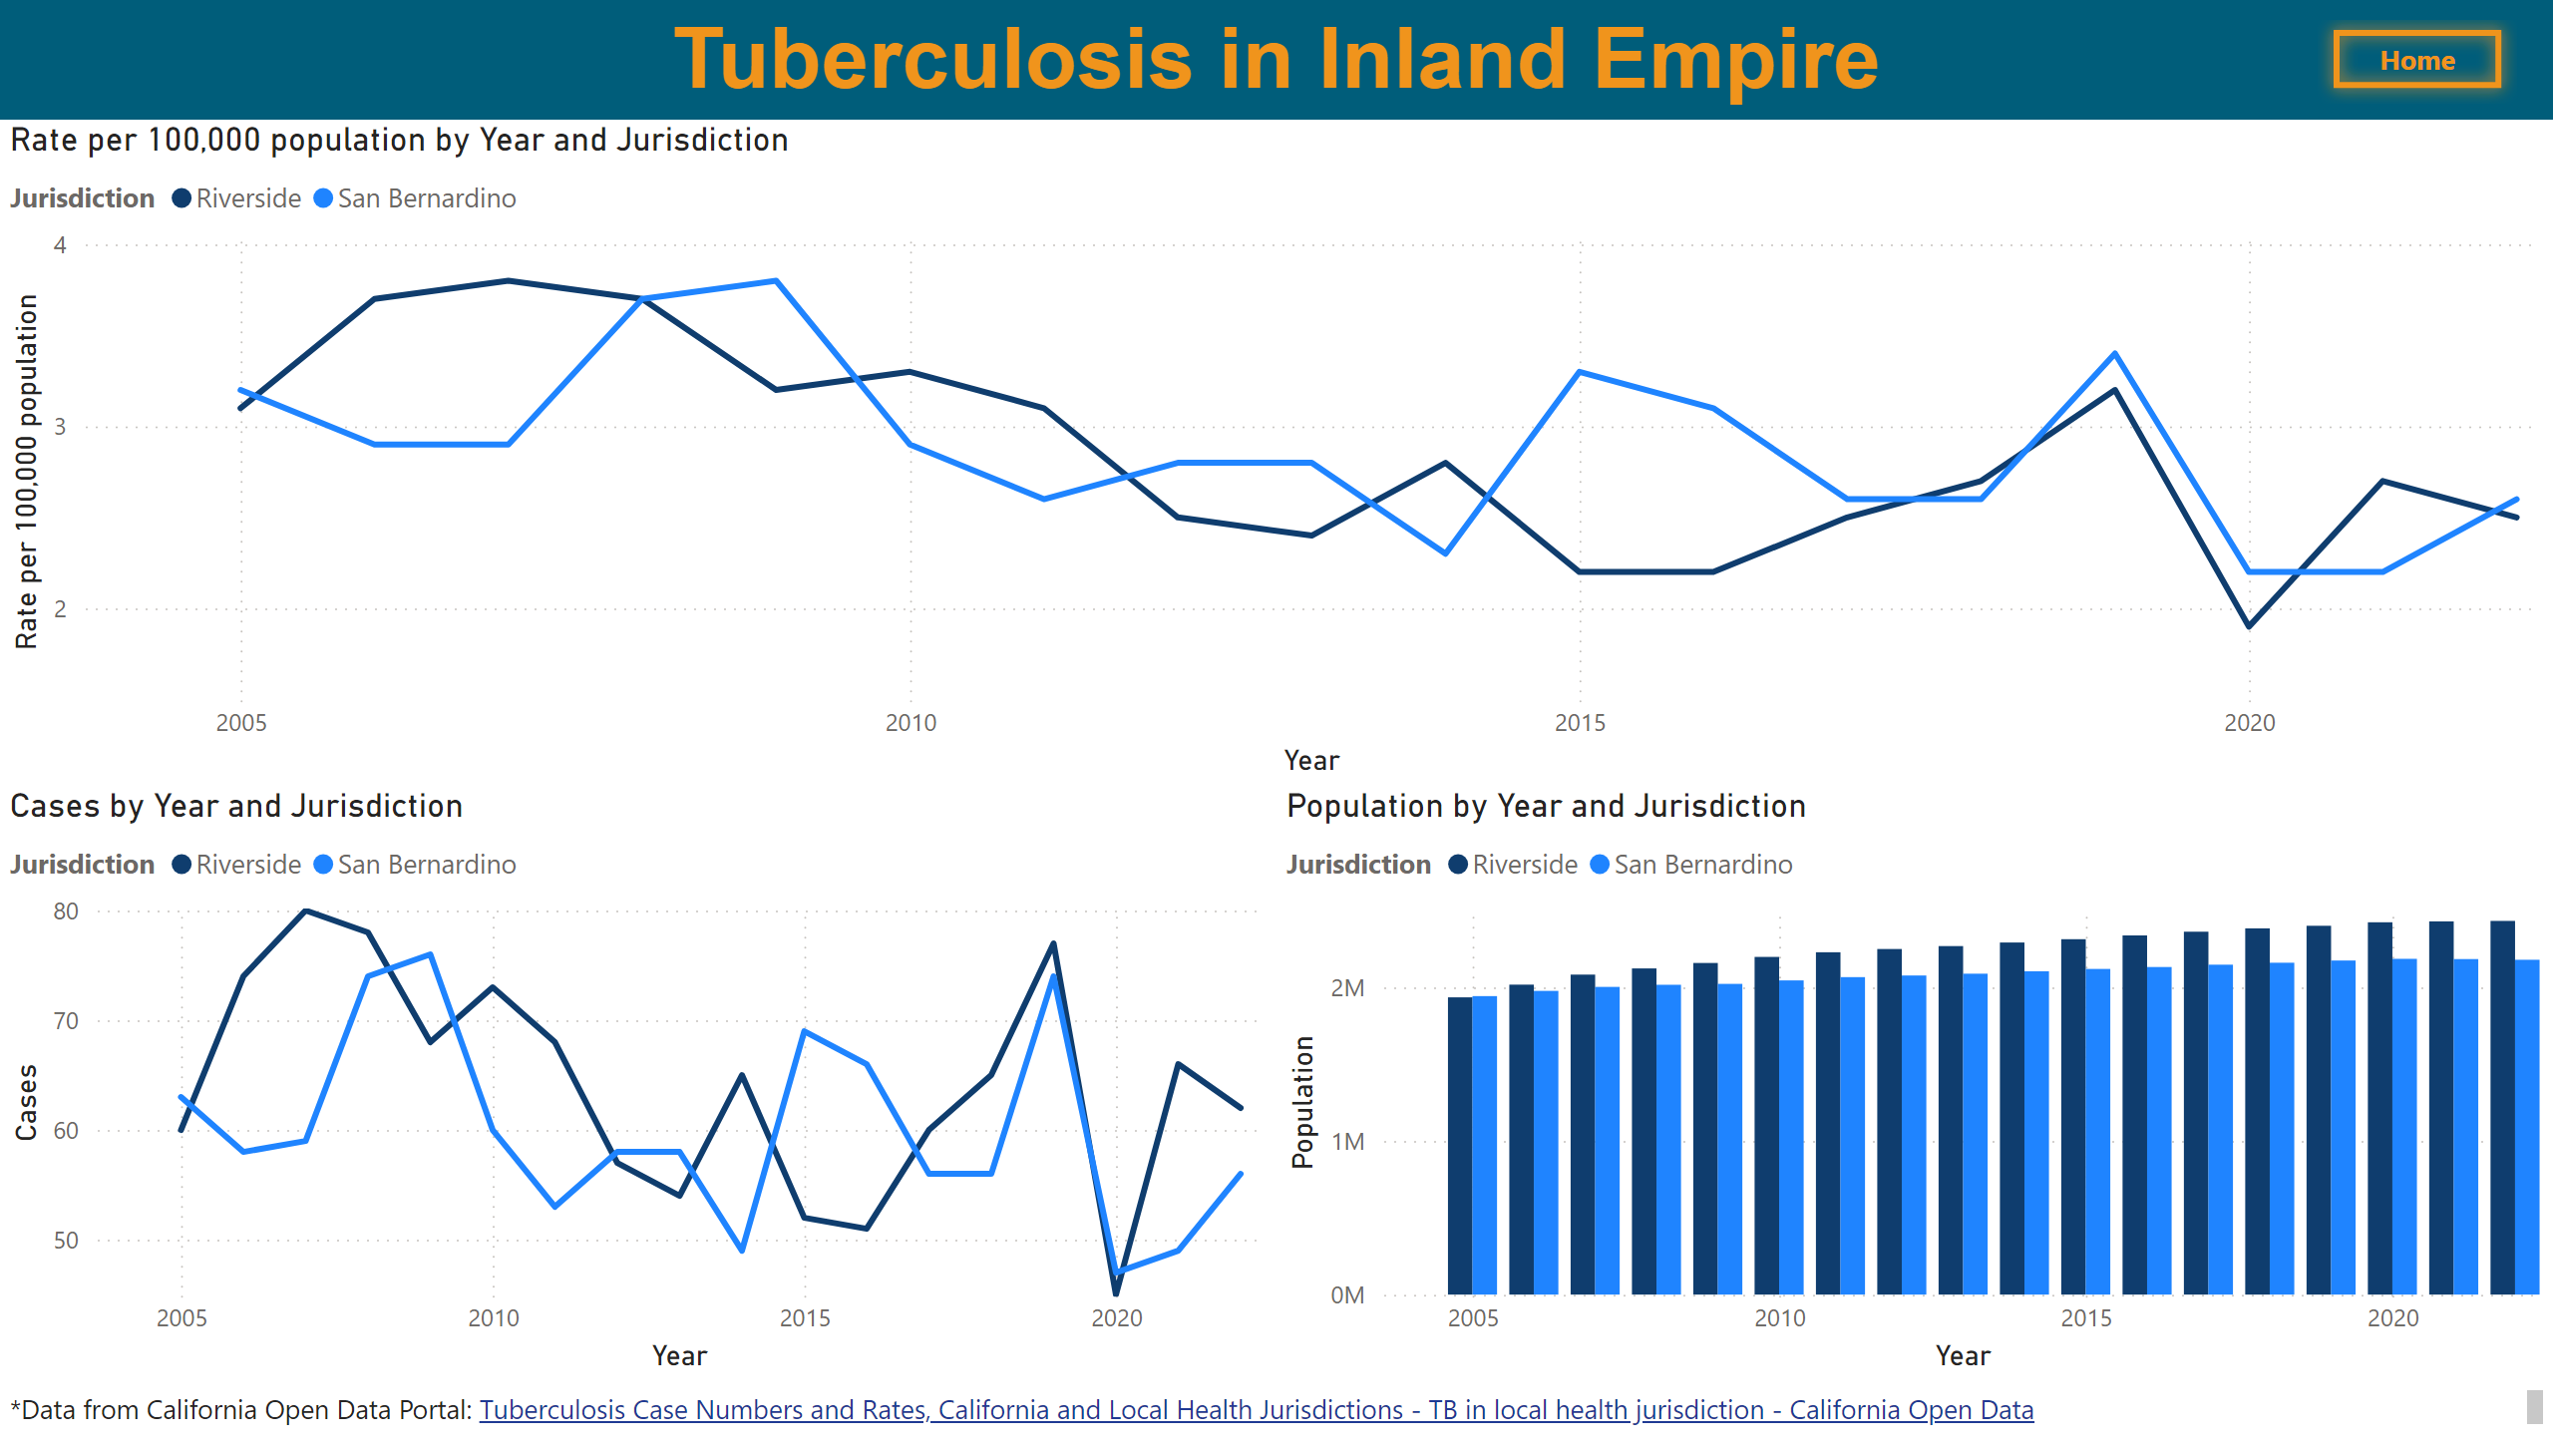 Tuberculosis in Inland Empire
Home
Rate per 100,000 population by Year and Jurisdiction
Jurisdiction Riverside San Bernardino
Rate per 100,000 population
4
3
2
2005 2010 2015 2020
Year
Cases by Year and Jurisdiction
Jurisdiction Riverside San Bernardino
Cases
80
70
60
50
2005 2010 2015 2020
Year
Population by Year and Jurisdiction
Jurisdiction Riverside San Bernardino
Population
2M
1M
0M
2005 2010 2015 2020
Year
*Data from California Open Data Portal: Tuberculosis Case Numbers and Rates, California and Local Health Jurisdictions - TB in local health jurisdiction - California Open Data